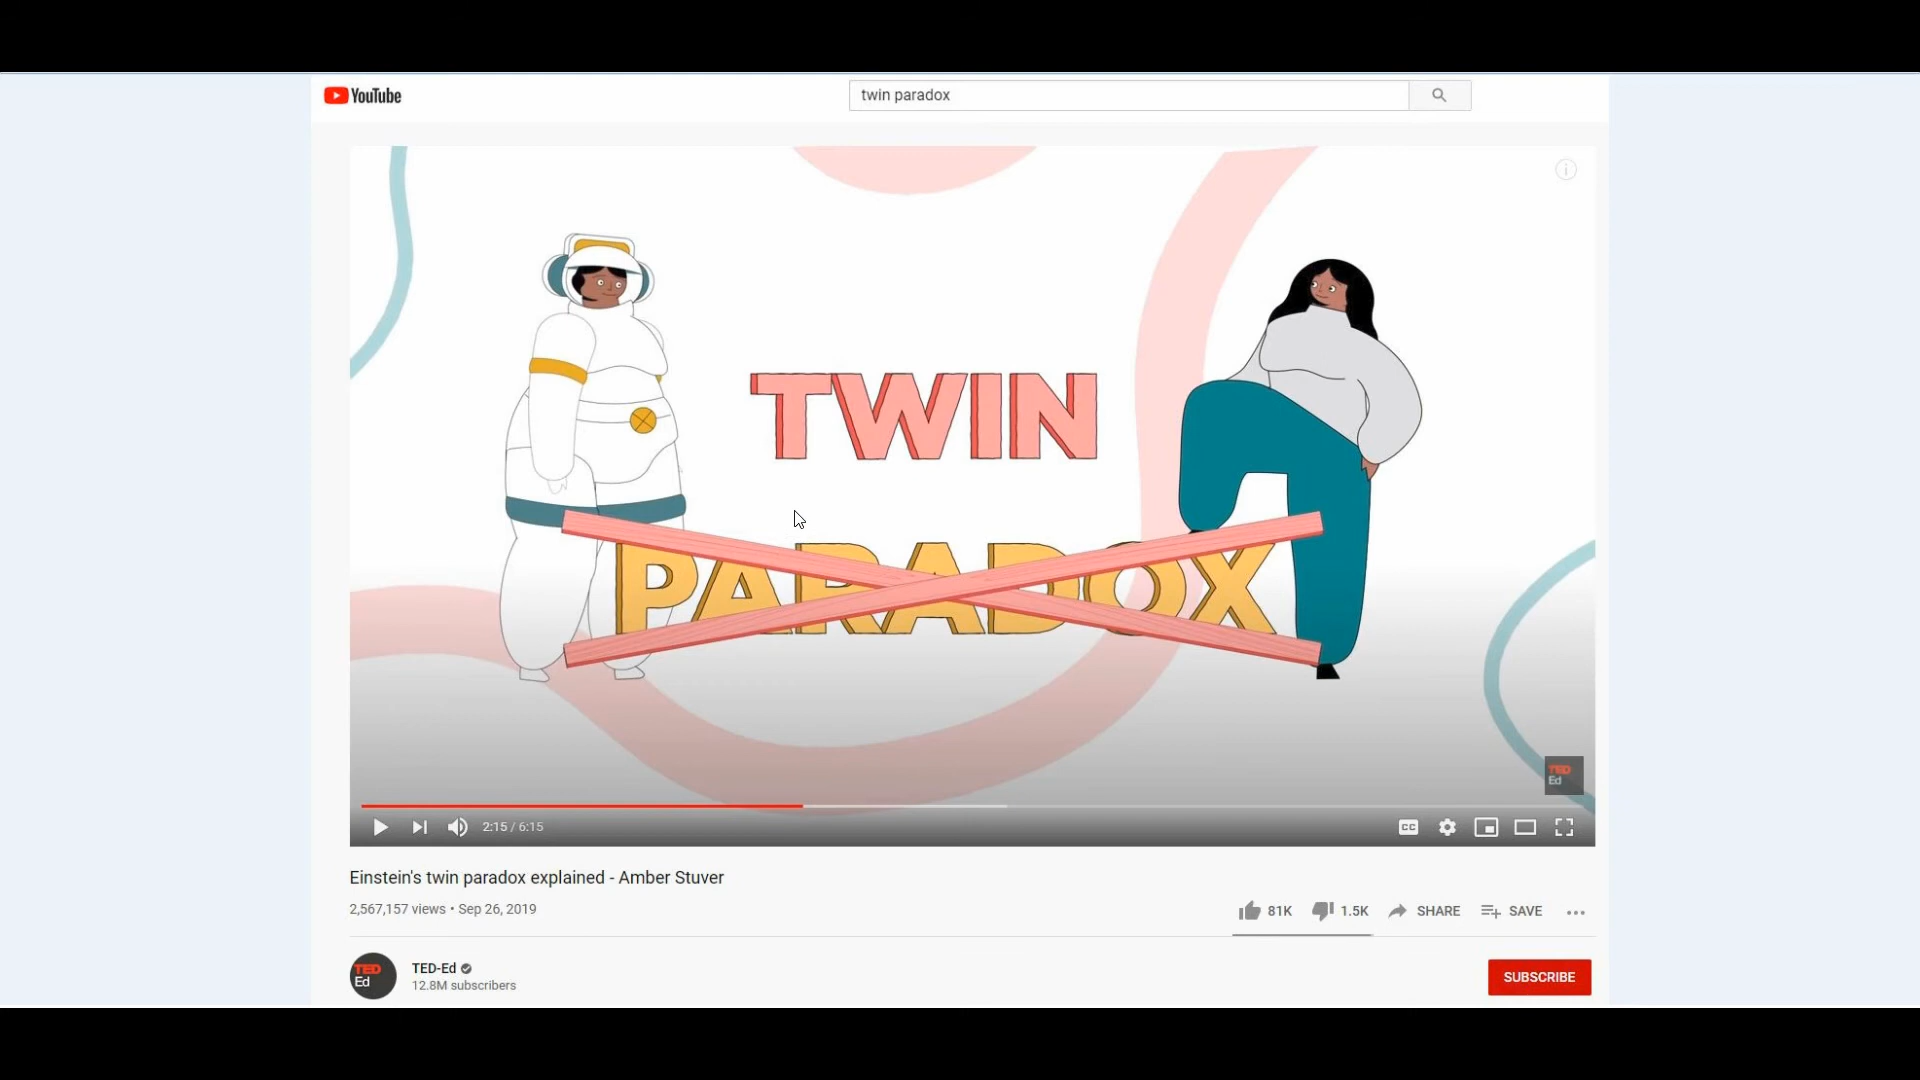 YouTube
twin paradox
TWIN
PARADOX
TED
Ed
2:15 / 6:15
CC
Einstein's twin paradox explained - Amber Stuver
2,567,157 views • Sep 26, 2019
81K 1.5K SHARE SAVE
TED
Ed
TED-Ed
12.8M subscribers
SUBSCRIBE